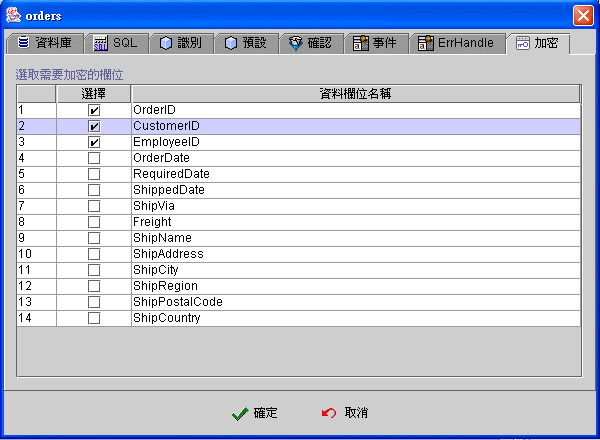 orders
資料庫 SQL 識別 預設 確認 事件 ErrHandle 加密
選取需要加密的欄位
選擇 資料欄位名稱
1 OrderID
2 CustomerID
3 EmployeeID
4 OrderDate
5 RequiredDate
6 ShippedDate
7 ShipVia
8 Freight
9 ShipName
10 ShipAddress
11 ShipCity
12 ShipRegion
13 ShipPostalCode
14 ShipCountry
確定 取消